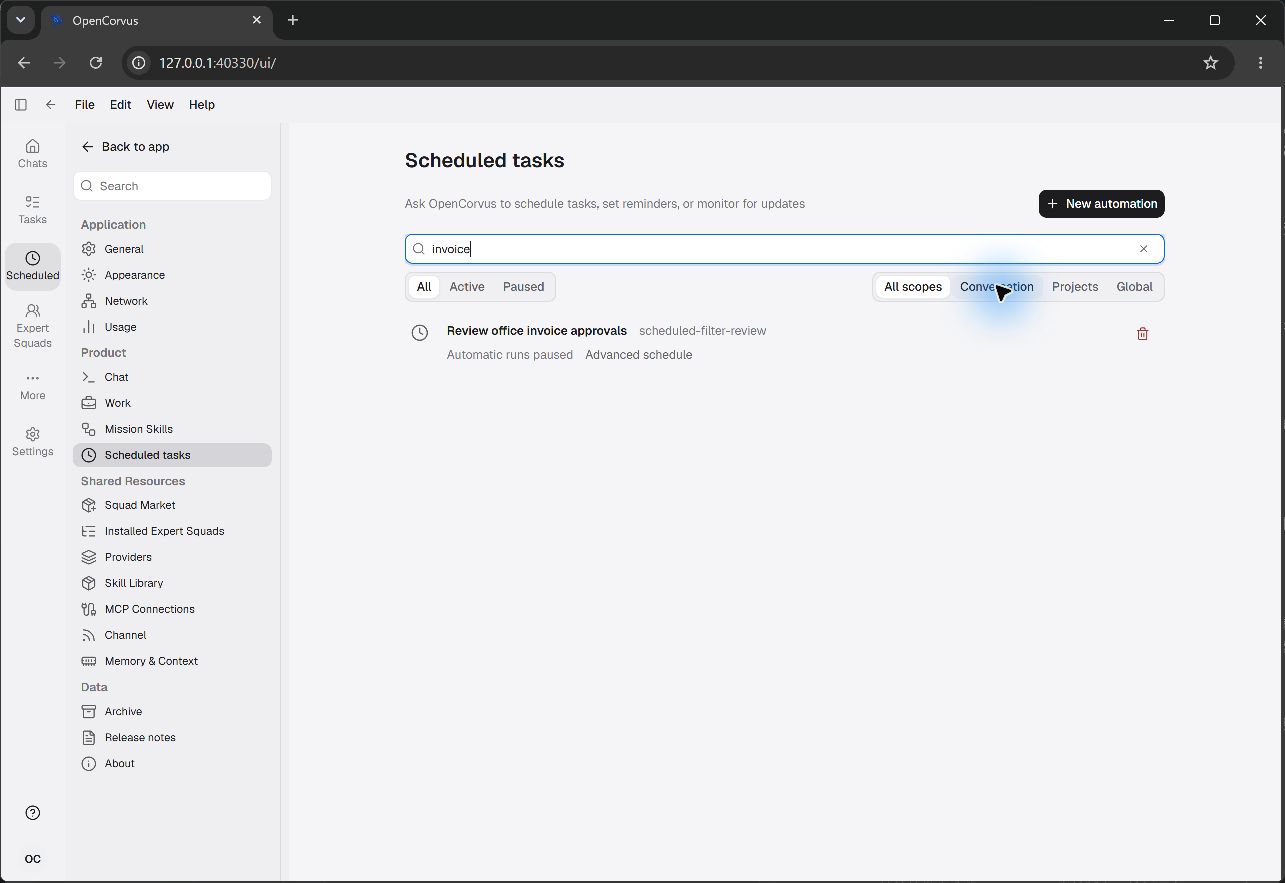 OpenCorvus
127.0.0.1:40330/ui/
File Edit View Help
Chats
Tasks
Scheduled
Expert
Squads
More
Settings
OC
Back to app
Search
Application
General
Appearance
Network
Usage
Product
Chat
Work
Mission Skills
Scheduled tasks
Shared Resources
Squad Market
Installed Expert Squads
Providers
Skill Library
MCP Connections
Channel
Memory & Context
Data
Archive
Release notes
About
Scheduled tasks
Ask OpenCorvus to schedule tasks, set reminders, or monitor for updates
+ New automation
invoice
All Active Paused
All scopes Conversation Projects Global
Review office invoice approvals scheduled-filter-review
Automatic runs paused Advanced schedule